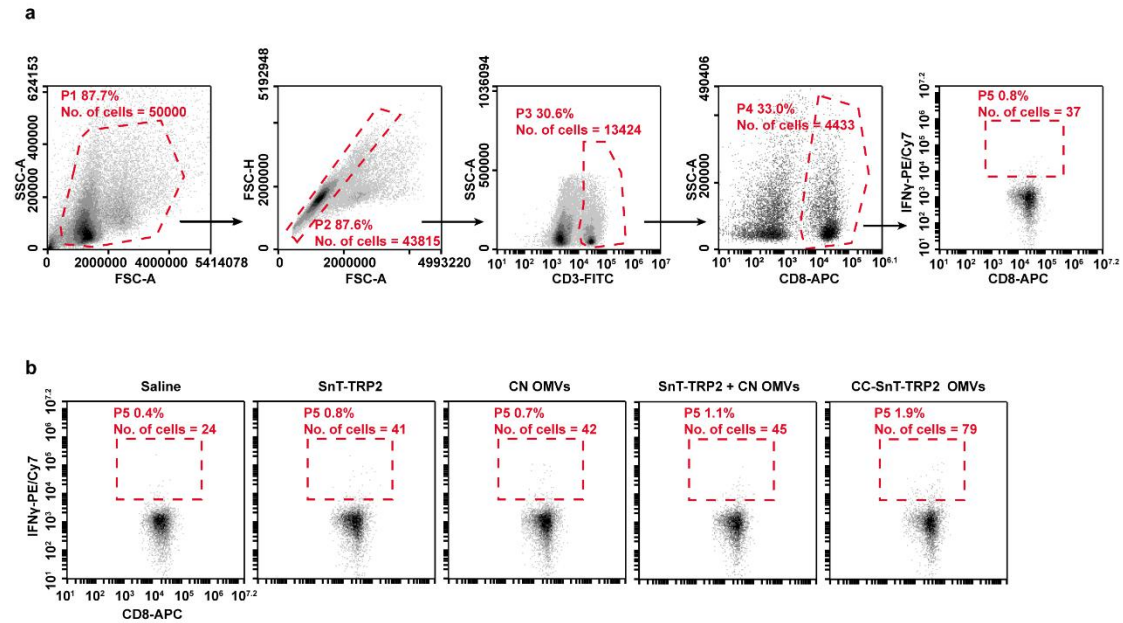 a
624153
400000
200000
0
SSC-A
P1 87.7%
No. of cells = 50000
0
2000000
4000000
5414078
FSC-A
5192948
2000000
0
FSC-H
P2 87.6%
No. of cells = 43815
0
2000000
4993220
FSC-A
1036094
500000
0
SSC-A
P3 30.6%
No. of cells = 13424
10¹ 10² 10³ 10⁴ 10⁵ 10⁶ 10⁷
CD3-FITC
490406
200000
0
SSC-A
P4 33.0%
No. of cells = 4433
10¹ 10² 10³ 10⁴ 10⁵ 10⁶·¹
CD8-APC
10¹ 10² 10³ 10⁴ 10⁵ 10⁶ 10⁷·²
IFNγ-PE/Cy7
P5 0.8%
No. of cells = 37
10¹ 10² 10³ 10⁴ 10⁵ 10⁶ 10⁷·²
CD8-APC
b
Saline
SnT-TRP2
CN OMVs
SnT-TRP2 + CN OMVs
CC-SnT-TRP2 OMVs
10¹ 10² 10³ 10⁴ 10⁵ 10⁶ 10⁷·²
IFNγ-PE/Cy7
P5 0.4%
No. of cells = 24
P5 0.8%
No. of cells = 41
P5 0.7%
No. of cells = 42
P5 1.1%
No. of cells = 45
P5 1.9%
No. of cells = 79
10¹ 10² 10³ 10⁴ 10⁵ 10⁶ 10⁷·²
CD8-APC